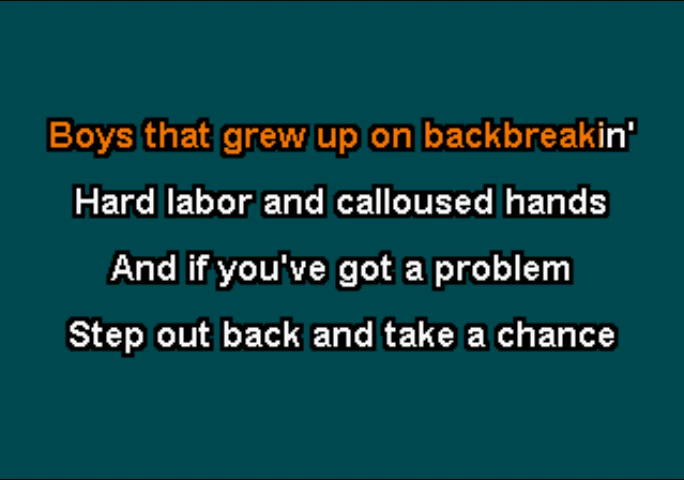 Boys that grew up on backbreakin'
Hard labor and calloused hands
And if you've got a problem
Step out back and take a chance